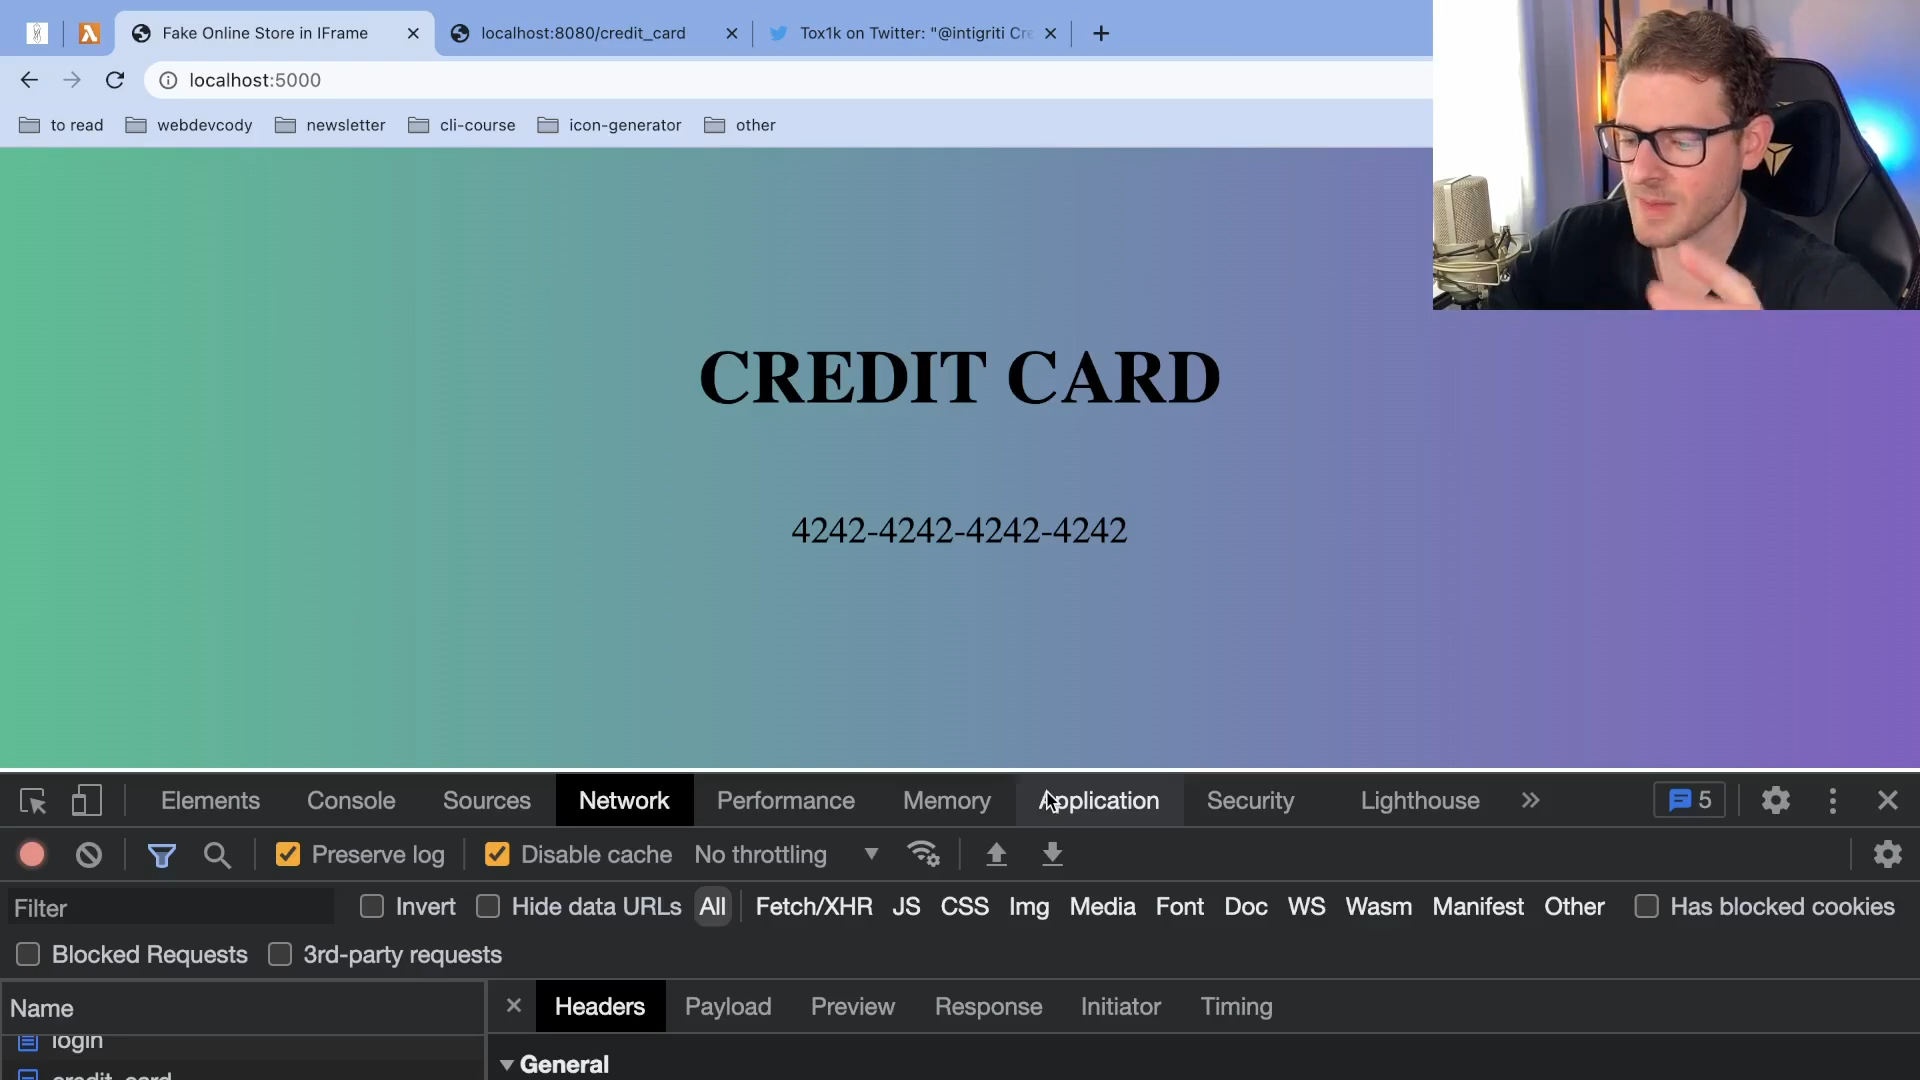 Fake Online Store in IFrame
localhost:8080/credit_card
Tox1k on Twitter: "@intigriti Cre
localhost:5000
to read
webdevcody
newsletter
cli-course
icon-generator
other
CREDIT CARD
4242-4242-4242-4242
Elements Console Sources Network Performance Memory Application Security Lighthouse 5
Preserve log Disable cache No throttling
Filter Invert Hide data URLs All Fetch/XHR JS CSS Img Media Font Doc WS Wasm Manifest Other Has blocked cookies
Blocked Requests 3rd-party requests
Name
Headers Payload Preview Response Initiator Timing
login
General
credit_card